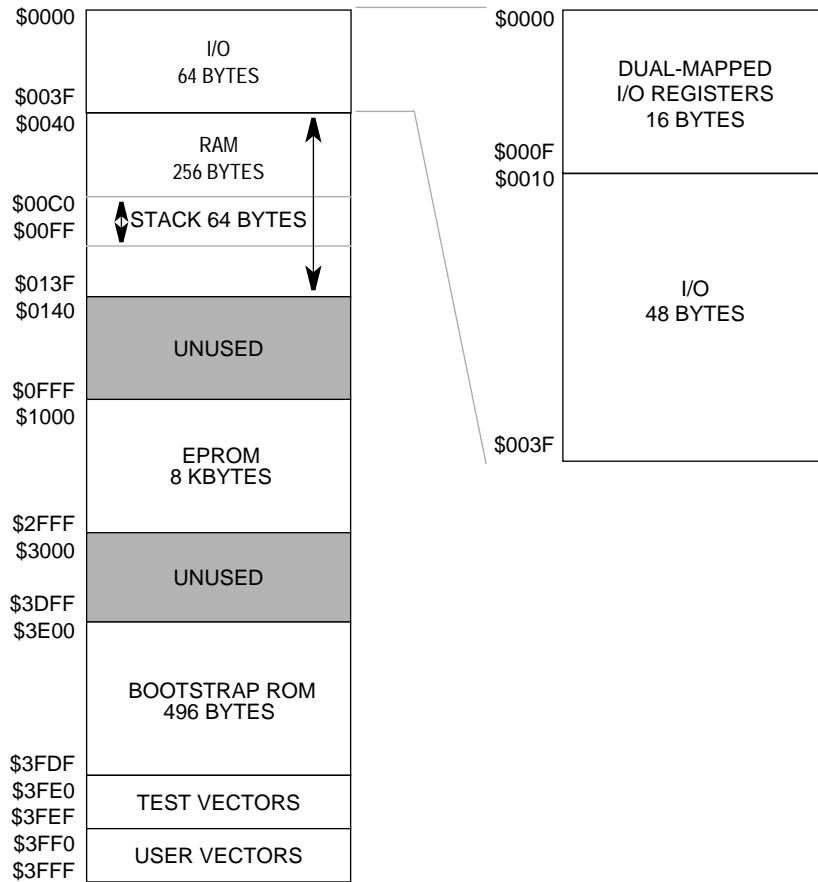 $0000
I/O
64 BYTES
$003F
$0040
RAM
256 BYTES
$00C0
$00FF
STACK 64 BYTES
$013F
$0140
UNUSED
$0FFF
$1000
EPROM
8 KBYTES
$2FFF
$3000
UNUSED
$3DFF
$3E00
BOOTSTRAP ROM
496 BYTES
$3FDF
$3FE0
TEST VECTORS
$3FEF
$3FF0
USER VECTORS
$3FFF
$0000
DUAL-MAPPED
I/O REGISTERS
16 BYTES
$000F
$0010
I/O
48 BYTES
$003F